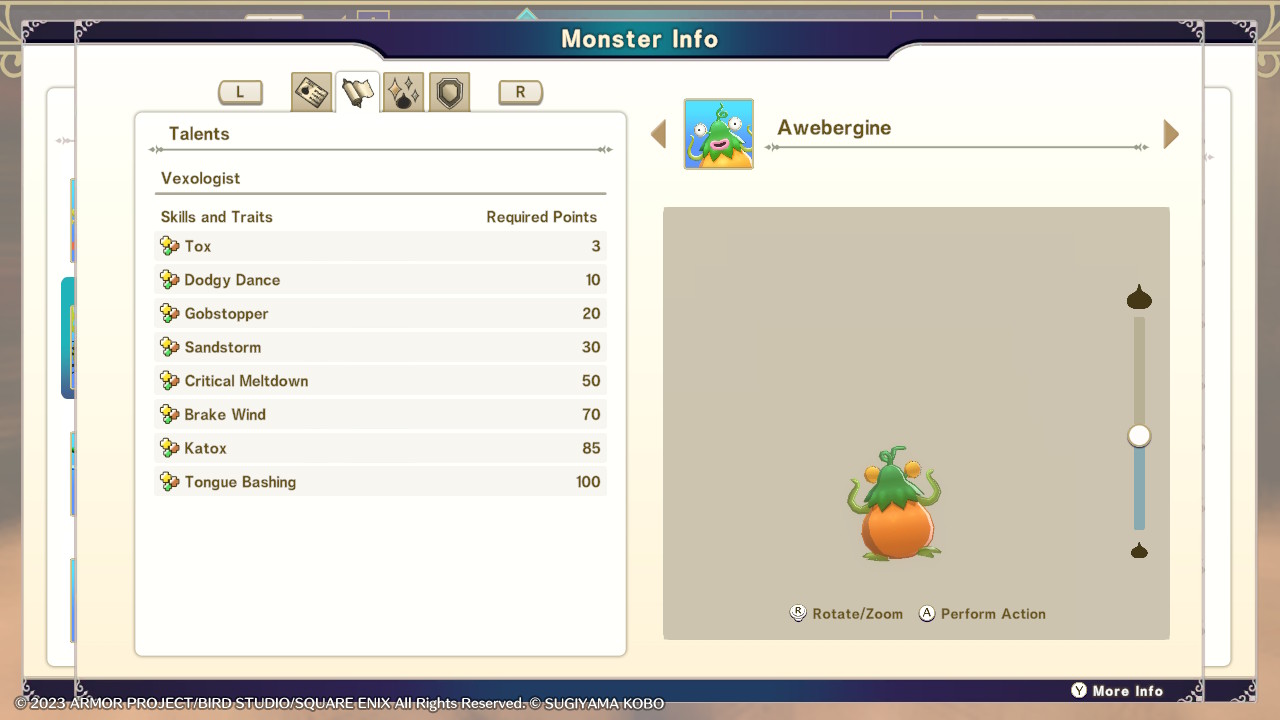 Monster Info
L
R
Talents
Vexologist
Skills and Traits Required Points
Tox 3
Dodgy Dance 10
Gobstopper 20
Sandstorm 30
Critical Meltdown 50
Brake Wind 70
Katox 85
Tongue Bashing 100
Awebergine
R Rotate/Zoom A Perform Action
Y More Info
© 2023 ARMOR PROJECT/BIRD STUDIO/SQUARE ENIX All Rights Reserved. © SUGIYAMA KOBO